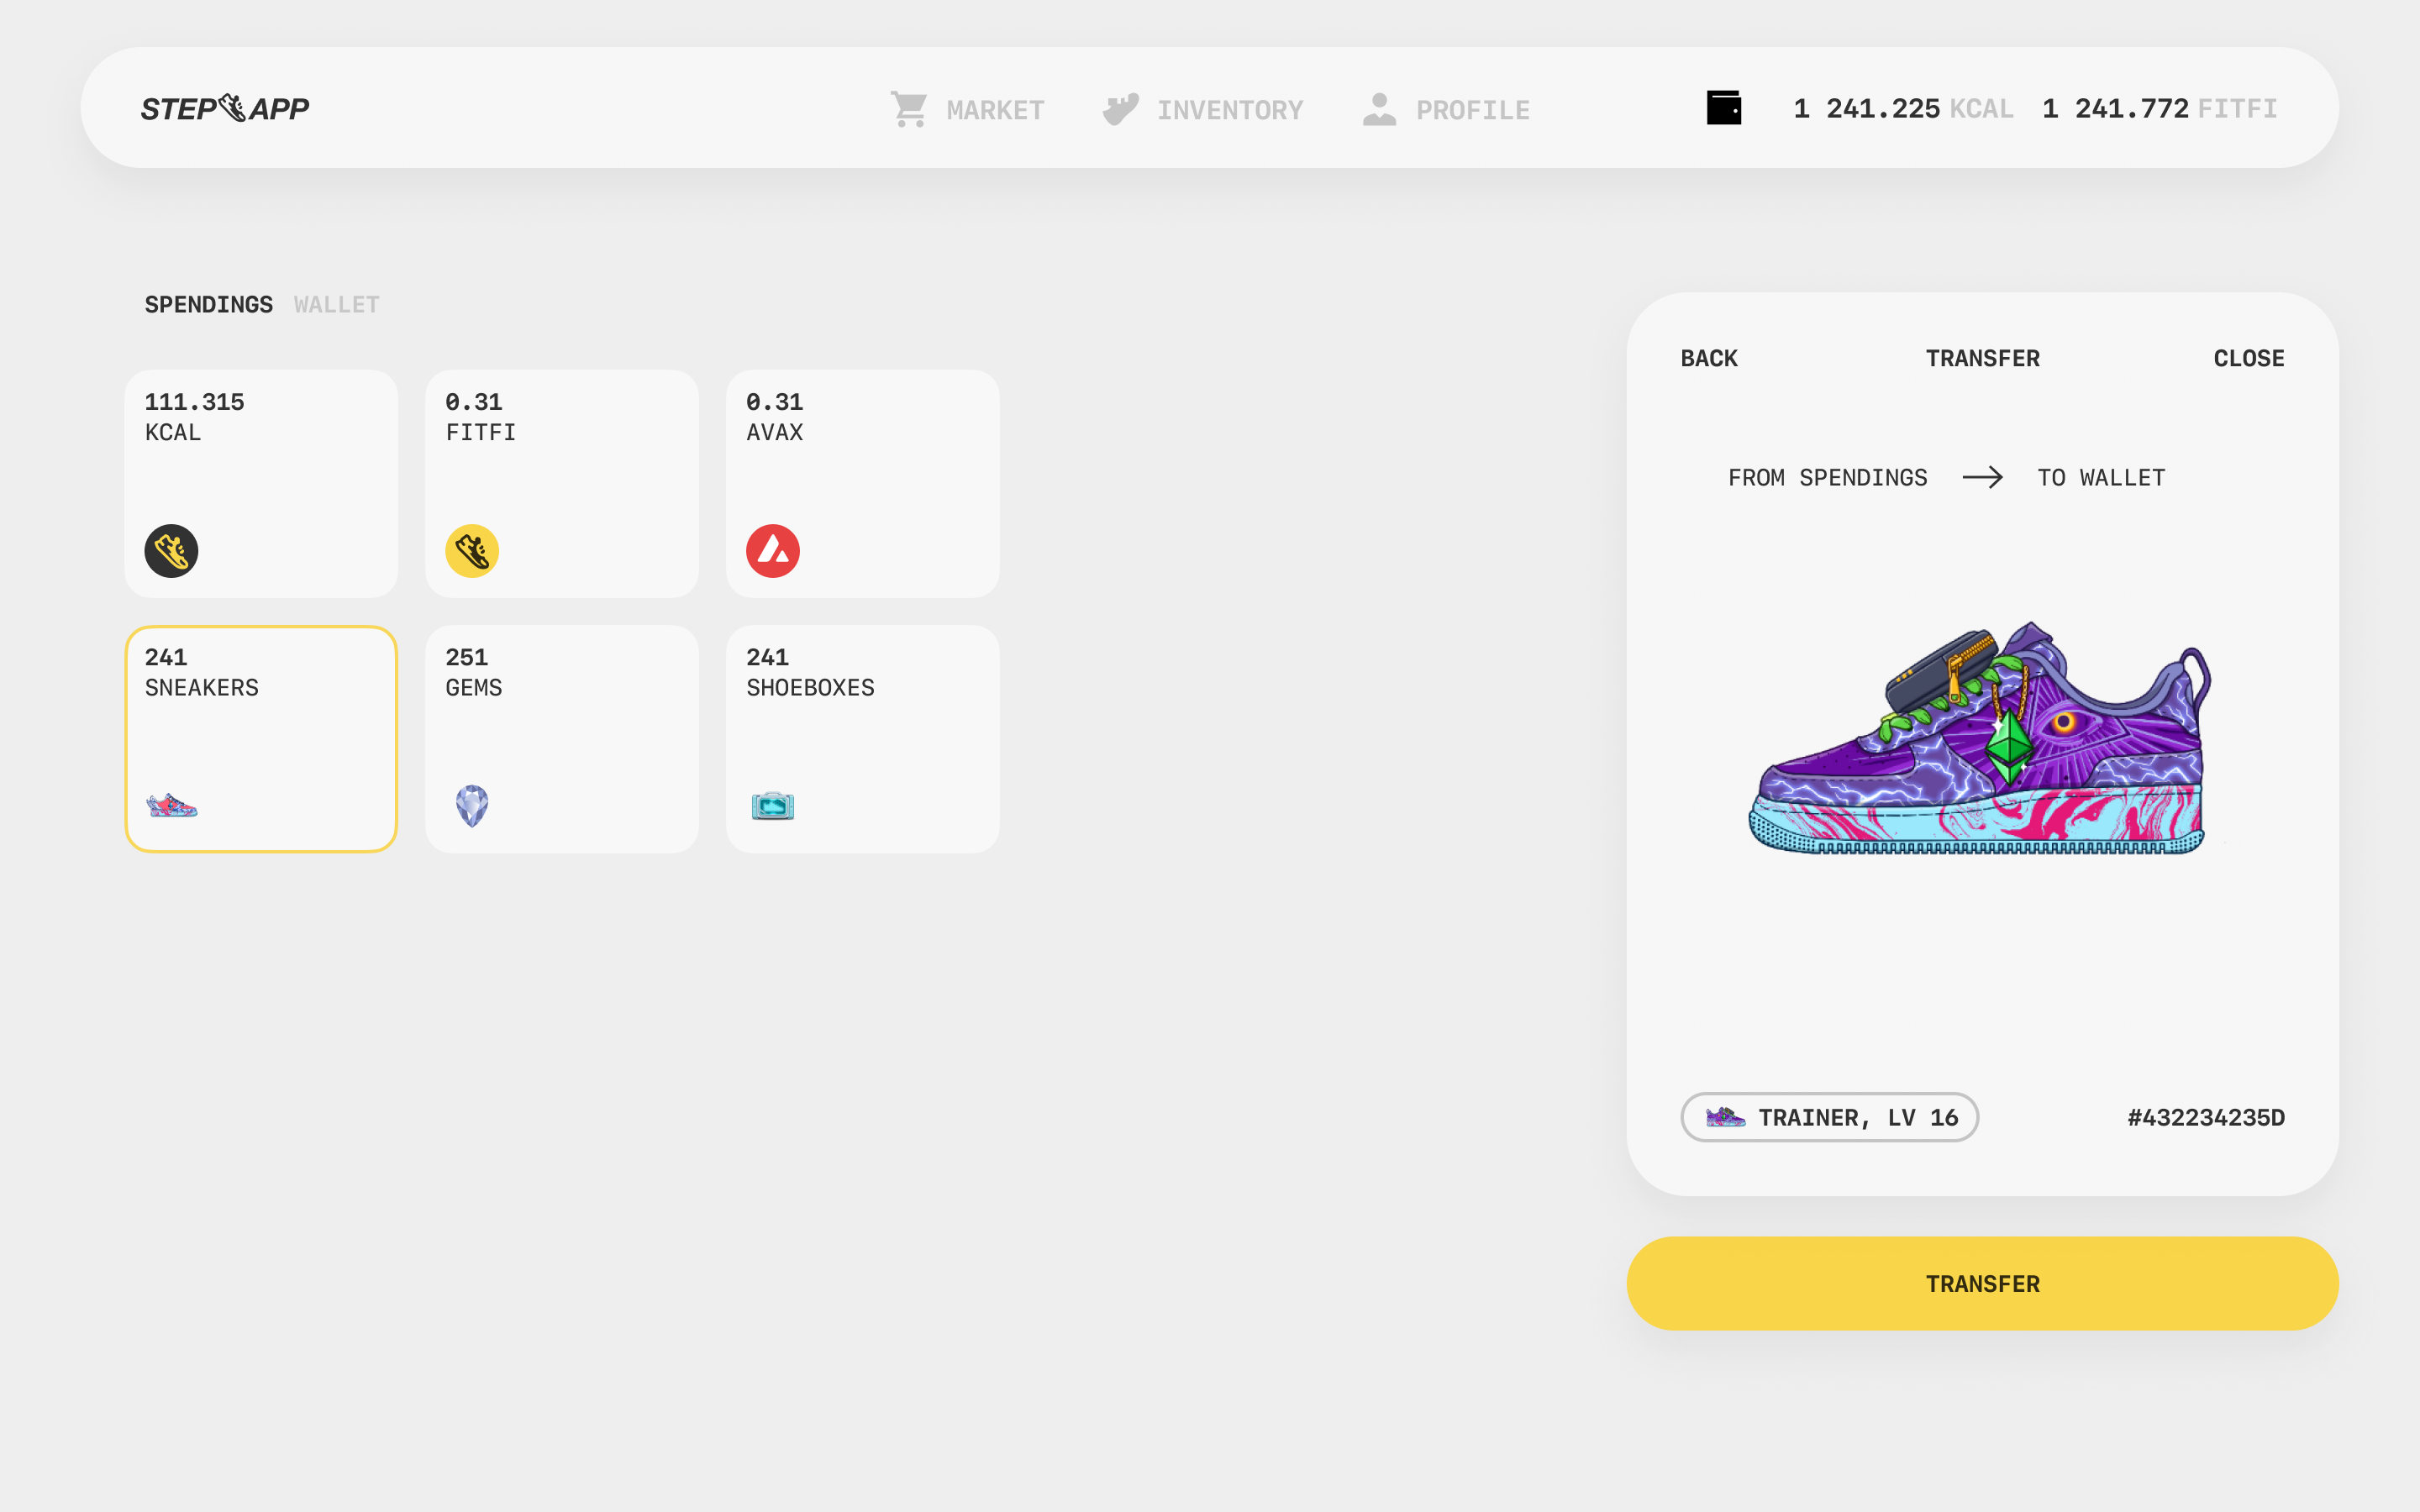 STEP APP
MARKET
INVENTORY
PROFILE
1 241.225 KCAL
1 241.772 FITFI
SPENDINGS
WALLET
111.315
KCAL
0.31
FITFI
0.31
AVAX
241
SNEAKERS
251
GEMS
241
SHOEBOXES
BACK
TRANSFER
CLOSE
FROM SPENDINGS → TO WALLET
TRAINER, LV 16
#432234235D
TRANSFER